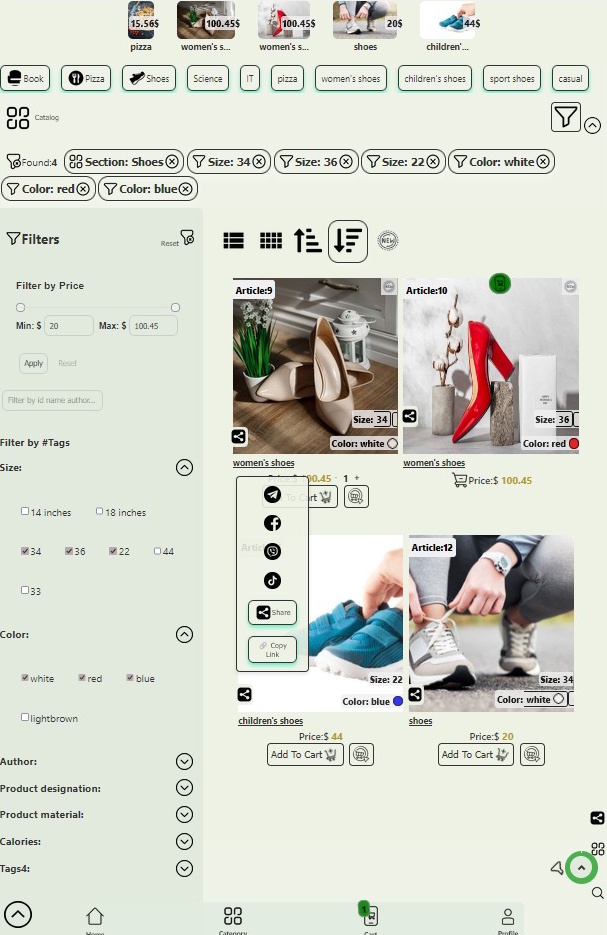 15.56$ 100.45$ 100.45$ 20$ 44$
pizza women's s... women's s... shoes children'...
Book Pizza Shoes Science IT pizza women's shoes children's shoes sport shoes casual
Catalog
Found:4 Section: Shoes Size: 34 Size: 36 Size: 22 Color: white
Color: red Color: blue
Filters
Reset
NEW
Filter by Price
Min: $ 20 Max: $ 100.45
Apply Reset
Filter by id name author...
Filter by #Tags
Size:
14 inches 18 inches
34 36 22 44
33
Color:
white red blue
lightbrown
Author:
Product designation:
Product material:
Calories:
Tags4:
Article:9
Size: 34
Color: white
women's shoes
Price:$ 100.45 - 1 +
To Cart
Article:10
Size: 36
Color: red
women's shoes
Price:$ 100.45
Share
Copy
Link
Size: 22
Color: blue
children's shoes
Price:$ 44
Add To Cart
Article:12
Size: 34
Color: white
shoes
Price:$ 20
Add To Cart
Home Category Cart Profile